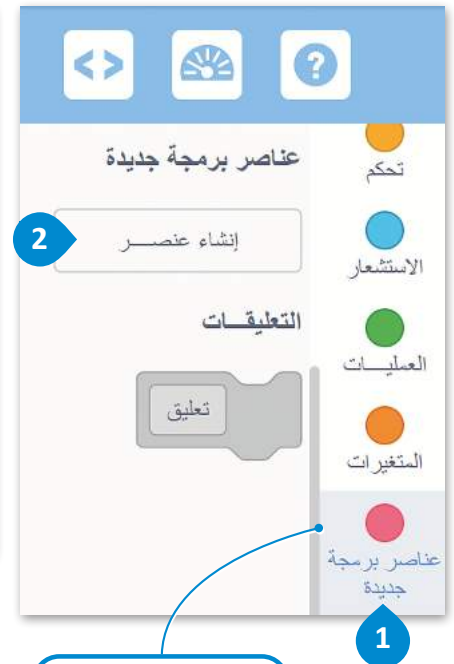 عناصر برمجة جديدة
2
إنشاء عنصـــر
التعليقـــات
تعليق
تحكم
الاستشعار
العمليـــات
المتغيرات
عناصر برمجة
جديدة
1